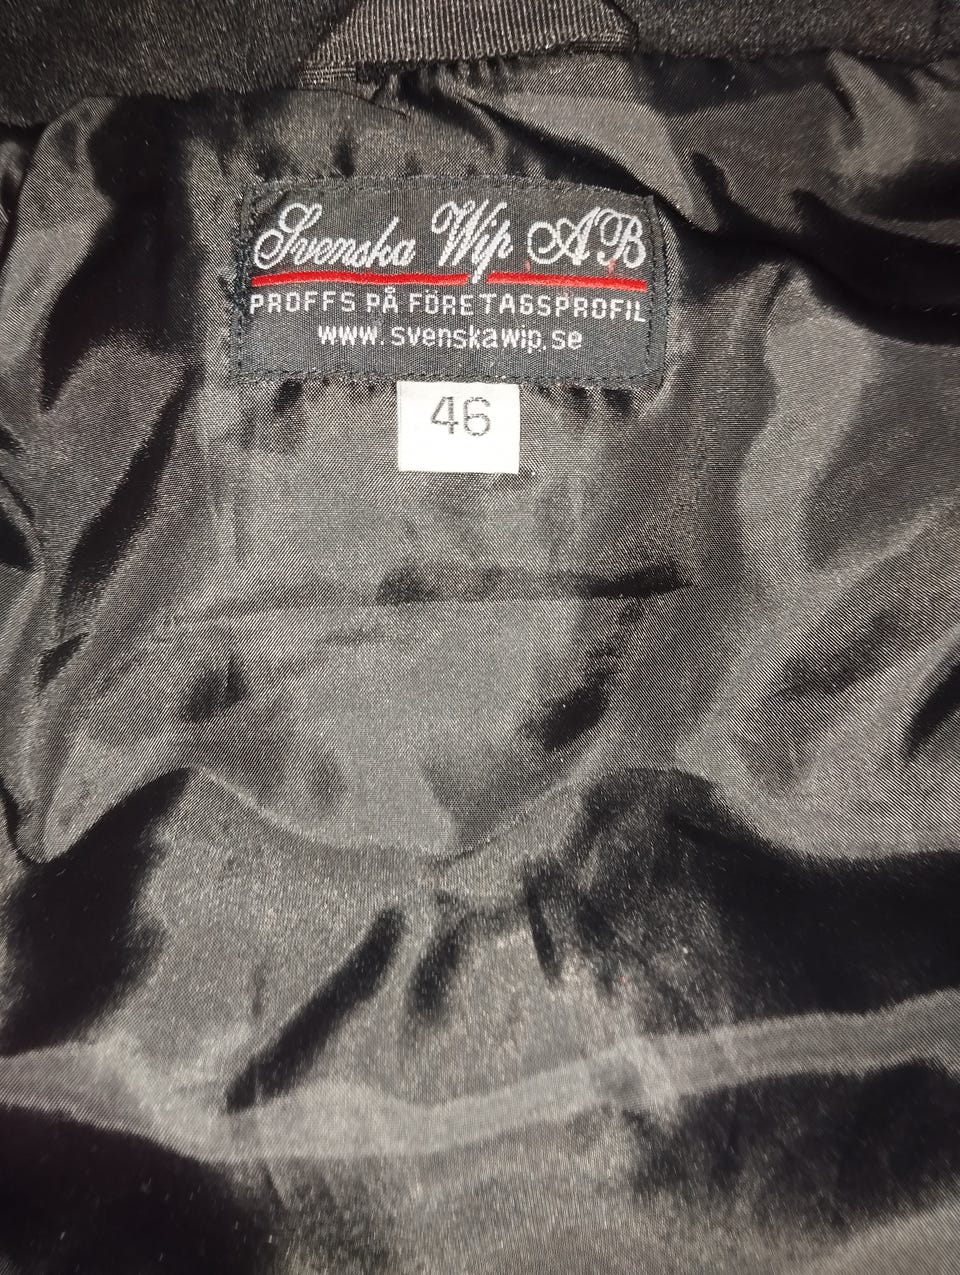 Svenska Wip AB
PROFFS PÅ FÖRETAGSPROFIL
www.svenskawip.se
46